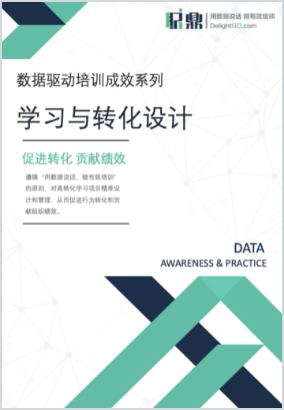 职鼎
用数据说话 做有效培训
DelightGO.com
数据驱动培训成效系列
学习与转化设计
促进转化 贡献绩效
遵循“用数据说话，做有效培训”
的原则，对高转化学习项目精准设
计和管理，从而促进行为转化和贡
献组织绩效。
DATA
AWARENESS & PRACTICE